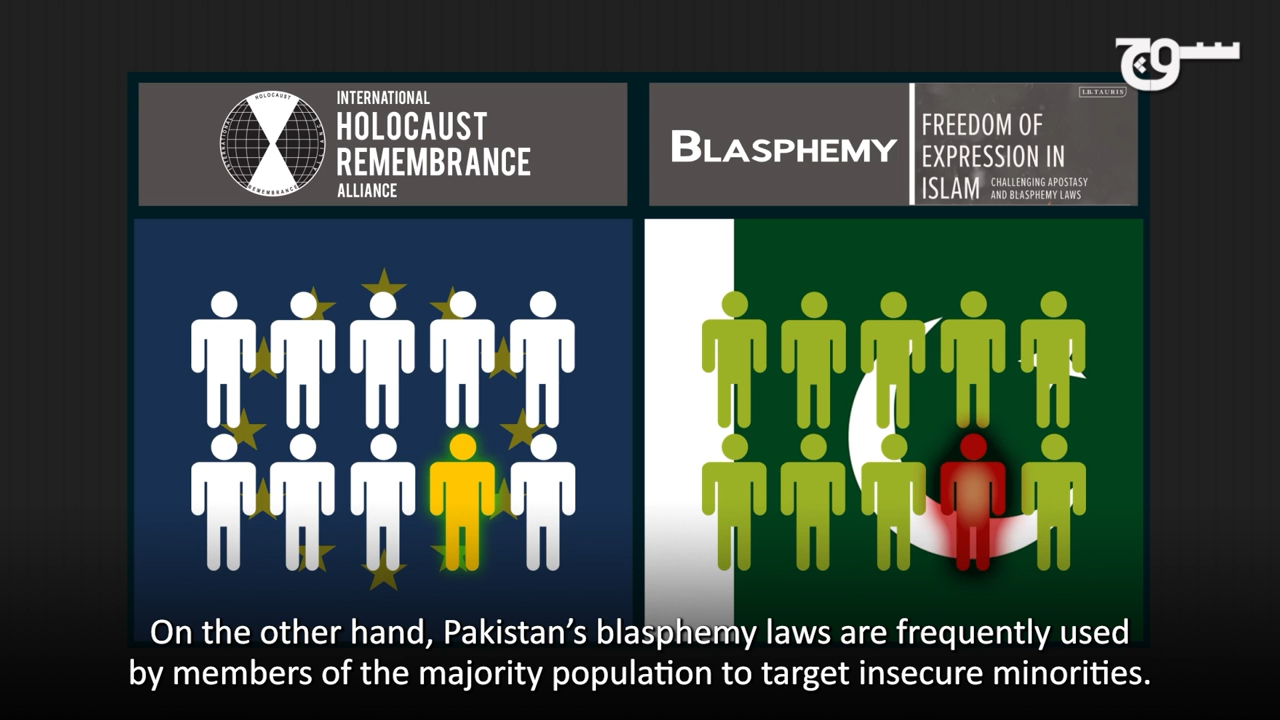 سوچ
INTERNATIONAL
HOLOCAUST
REMEMBRANCE
ALLIANCE
HOLOCAUST
INTERNATIONAL
REMEMBRANCE
BLASPHEMY
I.B.TAURIS
FREEDOM OF
EXPRESSION IN
ISLAM CHALLENGING APOSTASY
AND BLASPHEMY LAWS
On the other hand, Pakistan’s blasphemy laws are frequently used
by members of the majority population to target insecure minorities.